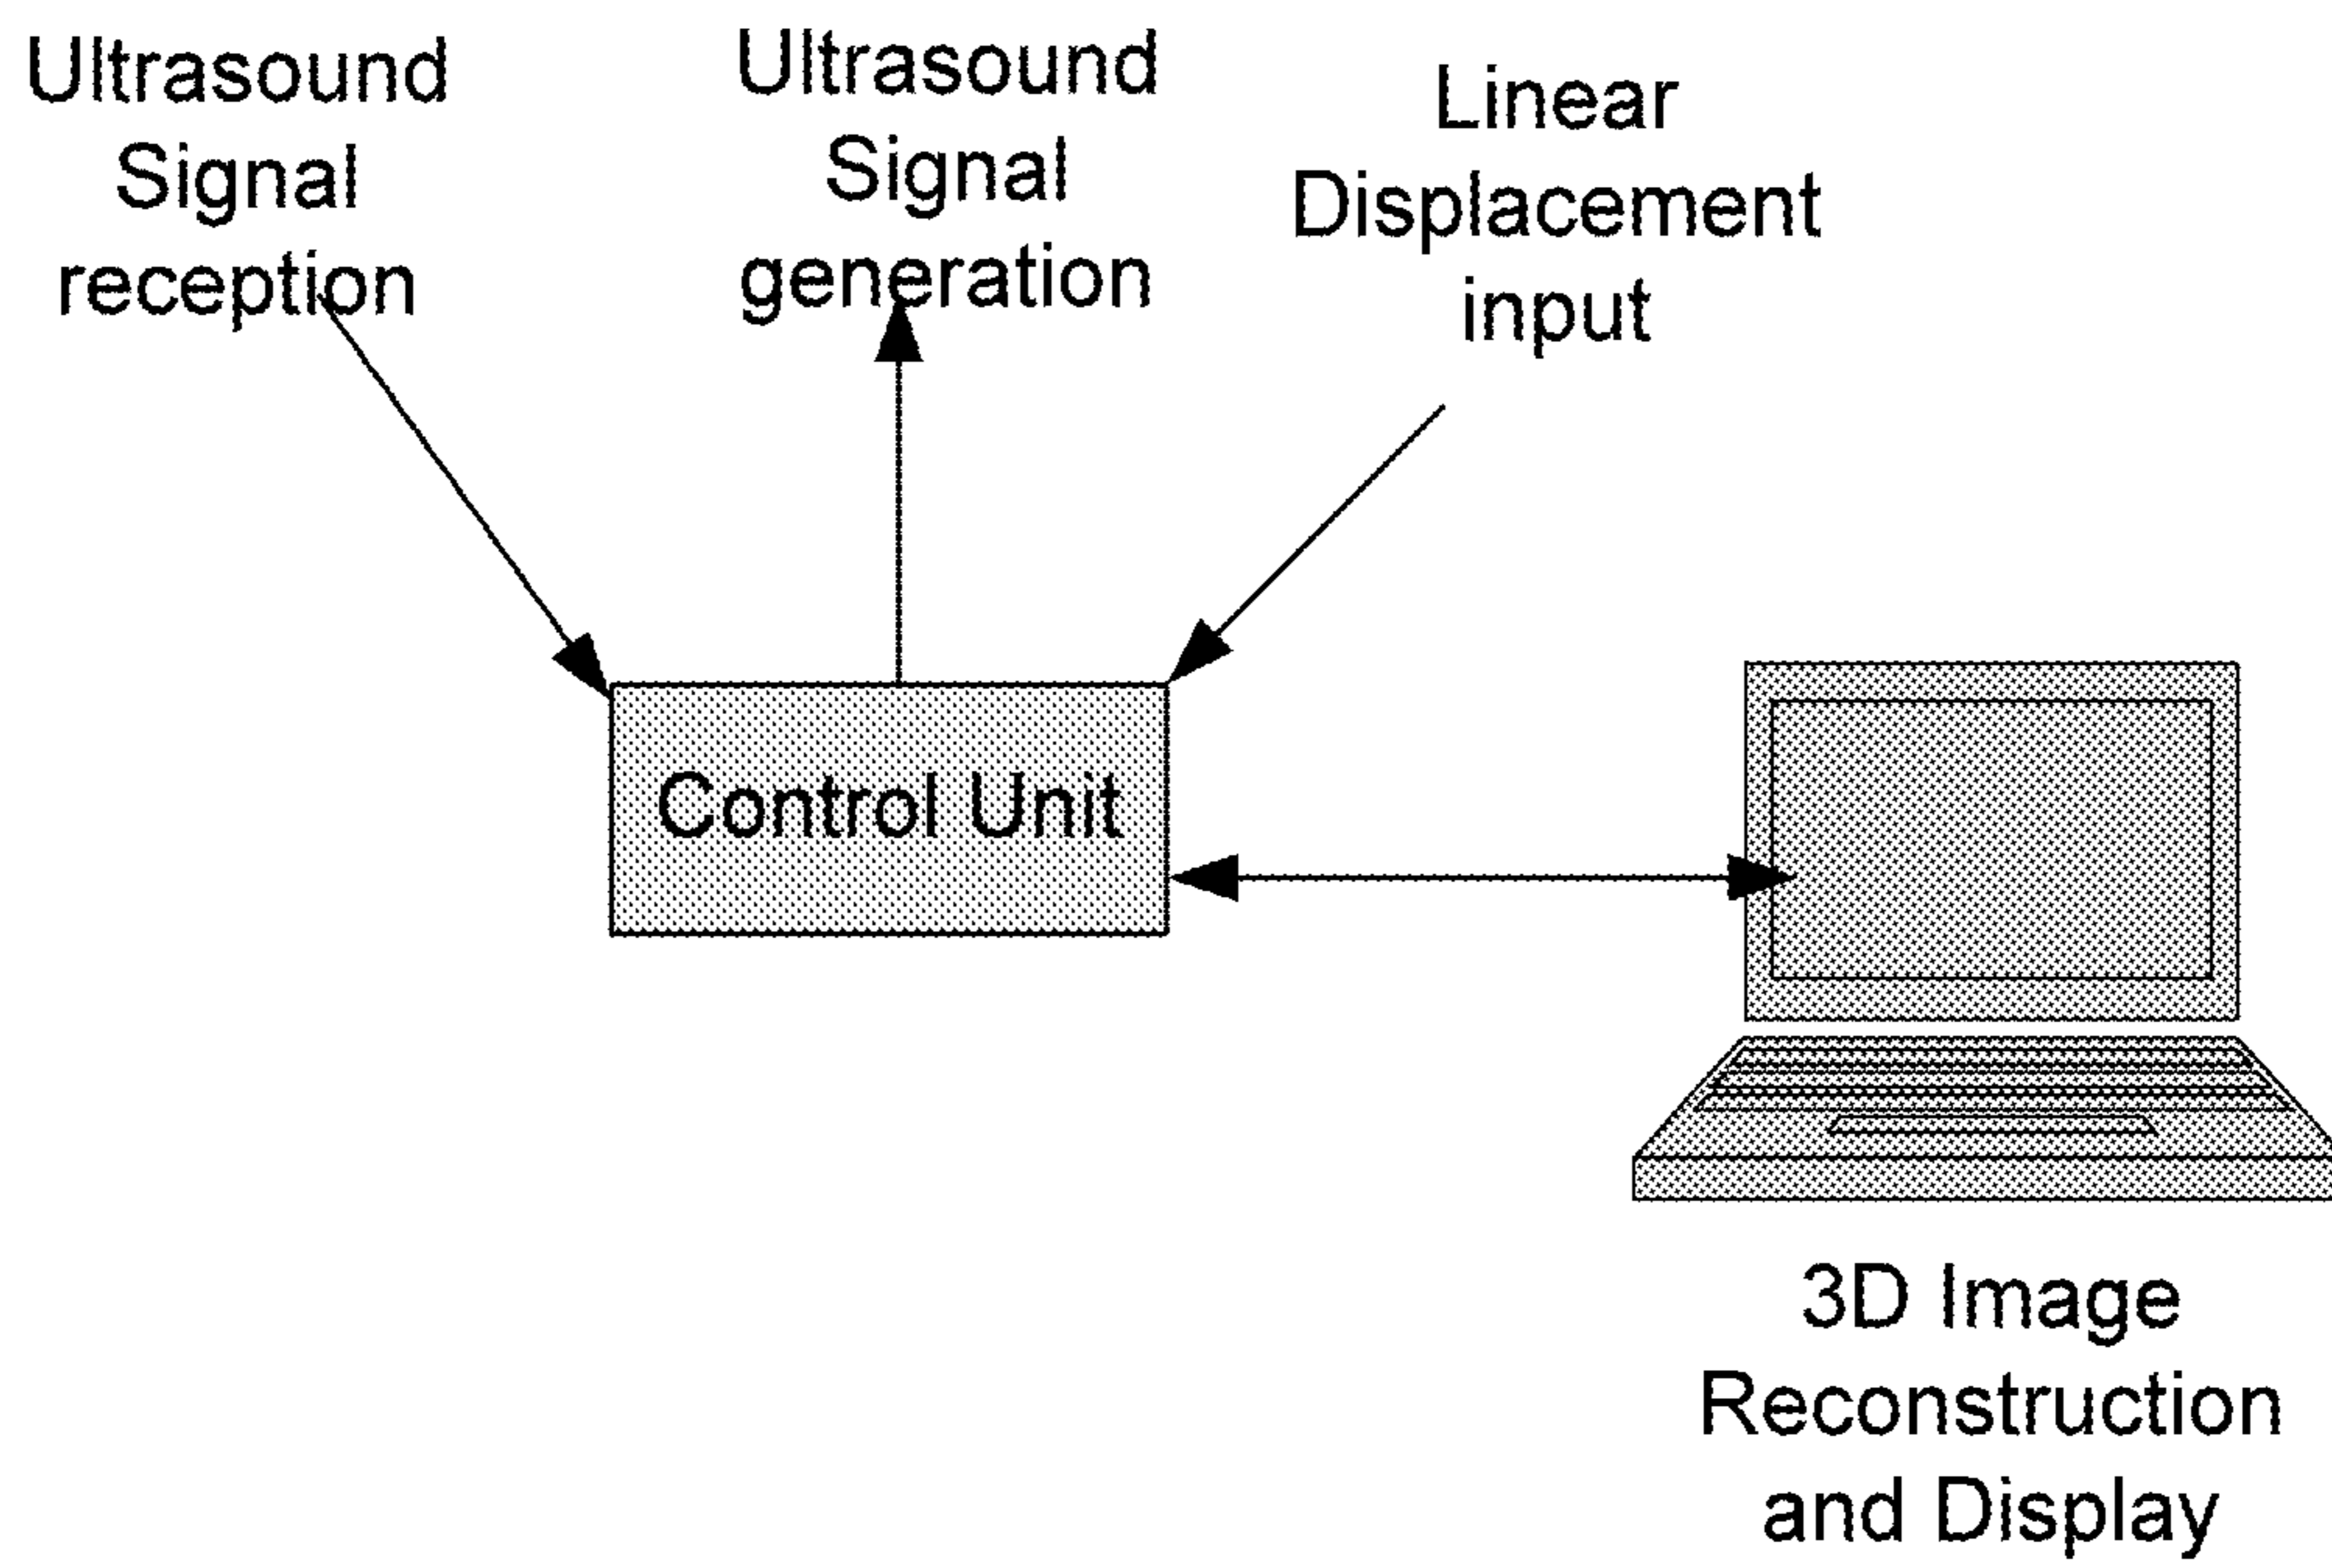 Ultrasound
Signal
reception
Ultrasound
Signal
generation
Linear
Displacement
input
Control Unit
3D Image
Reconstruction
and Display